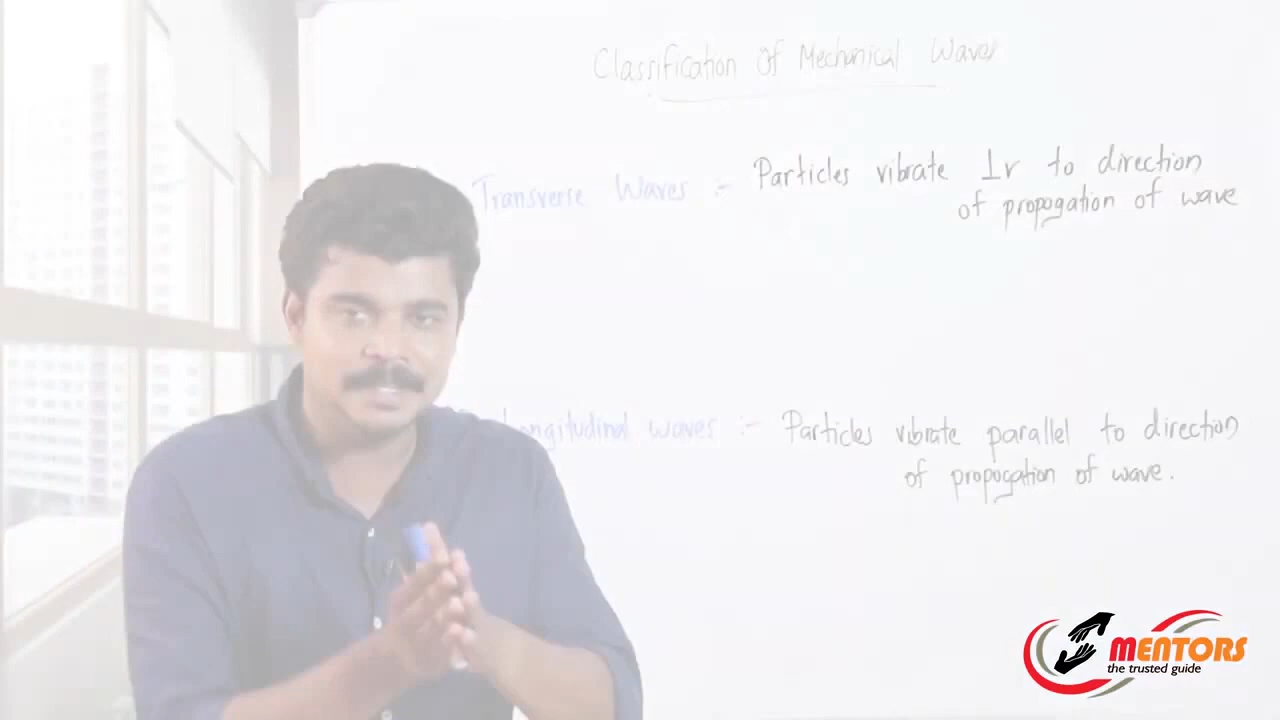 Classification Of Mechanical Waves
Transverse Waves :- Particles vibrate ⊥r to direction
of propogation of wave
Longitudinal waves :- Particles vibrate parallel to direction
of propogation of wave.
MENTORS
the trusted guide